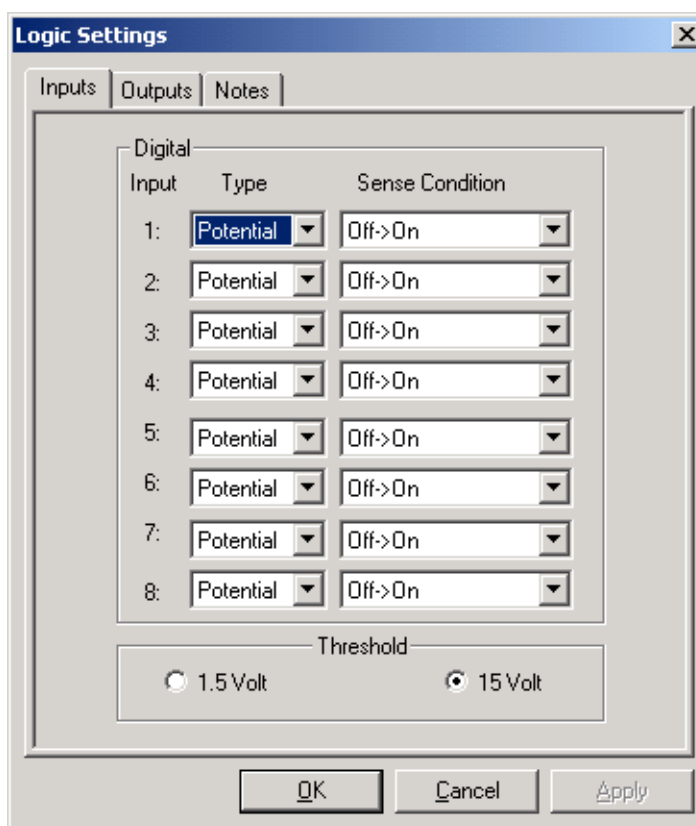 Logic Settings
Inputs Outputs Notes
Digital
Input Type Sense Condition
1: Potential Off->On
2: Potential Off->On
3: Potential Off->On
4: Potential Off->On
5: Potential Off->On
6: Potential Off->On
7: Potential Off->On
8: Potential Off->On
Threshold
1.5 Volt 15 Volt
OK Cancel Apply